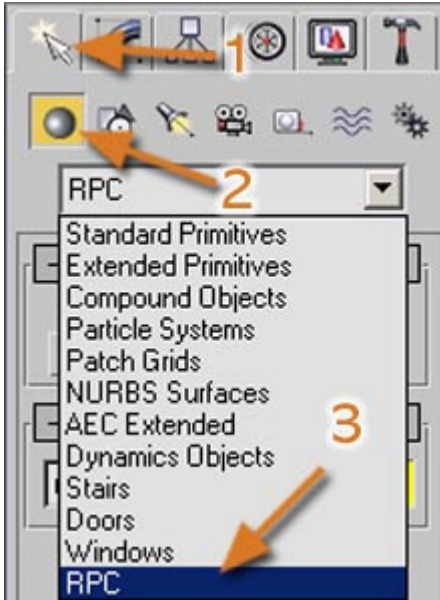 1
2
RPC
Standard Primitives
Extended Primitives
Compound Objects
Particle Systems
Patch Grids
NURBS Surfaces
AEC Extended
3
Dynamics Objects
Stairs
Doors
Windows
RPC